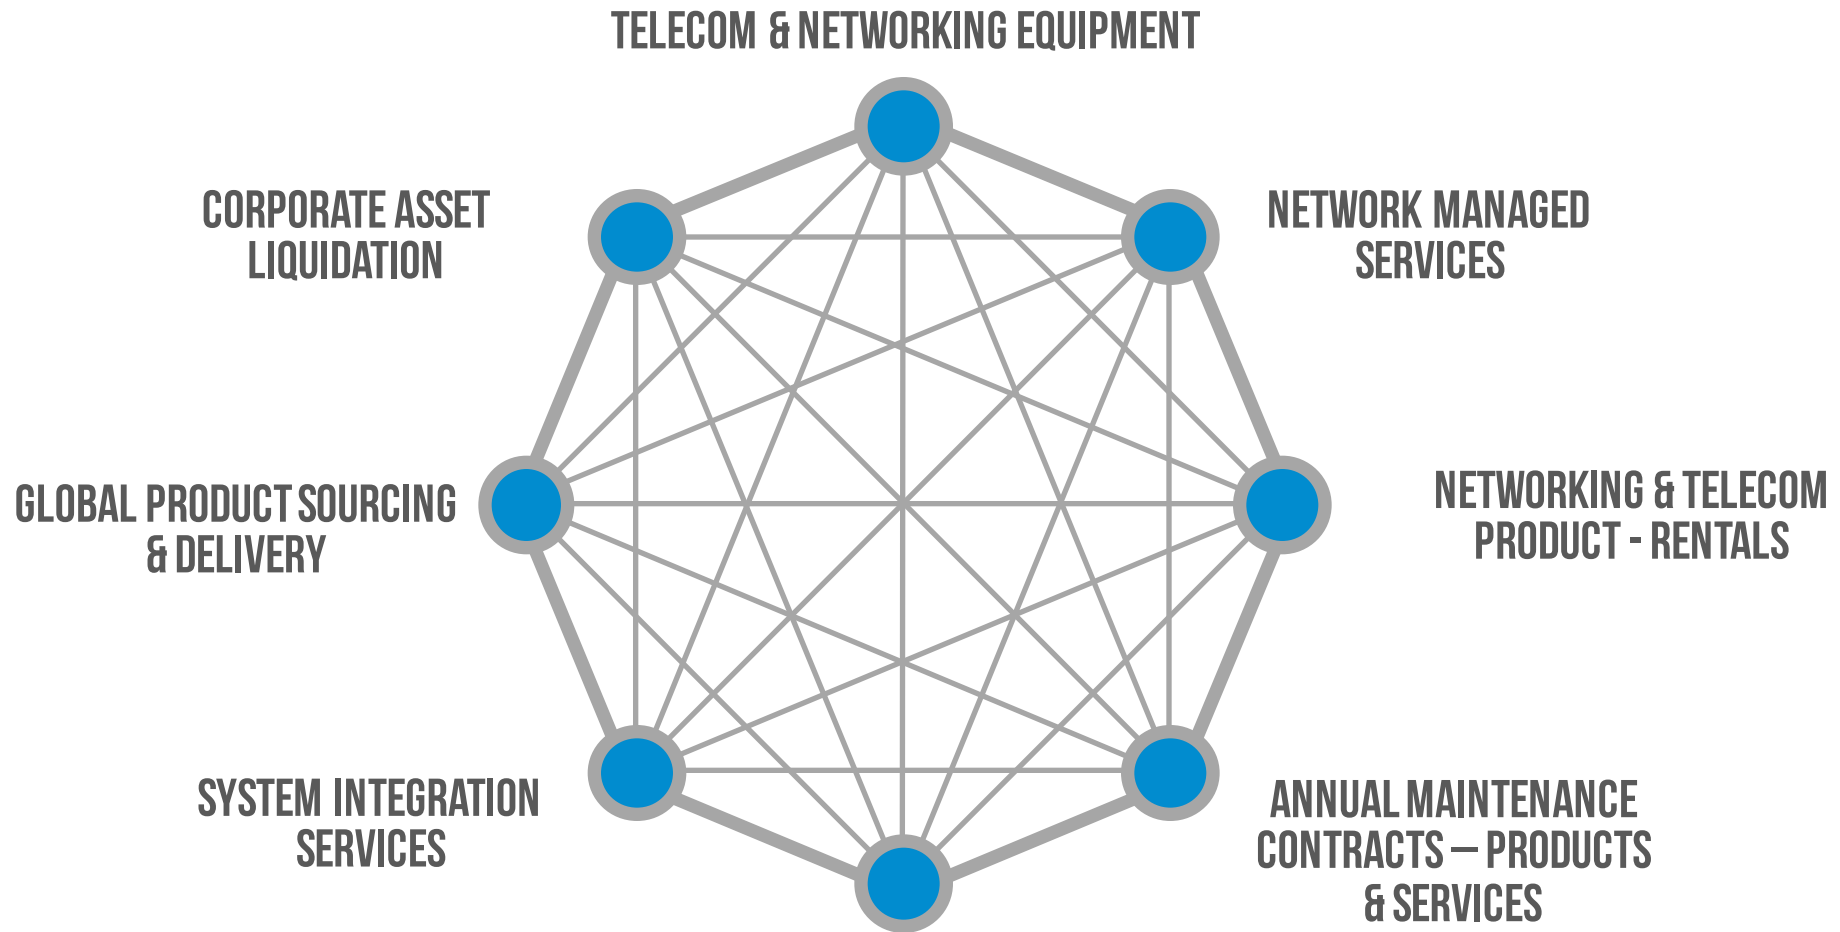 TELECOM & NETWORKING EQUIPMENT
CORPORATE ASSET
LIQUIDATION
NETWORK MANAGED
SERVICES
GLOBAL PRODUCT SOURCING
& DELIVERY
NETWORKING & TELECOM
PRODUCT - RENTALS
SYSTEM INTEGRATION
SERVICES
ANNUAL MAINTENANCE
CONTRACTS – PRODUCTS
& SERVICES